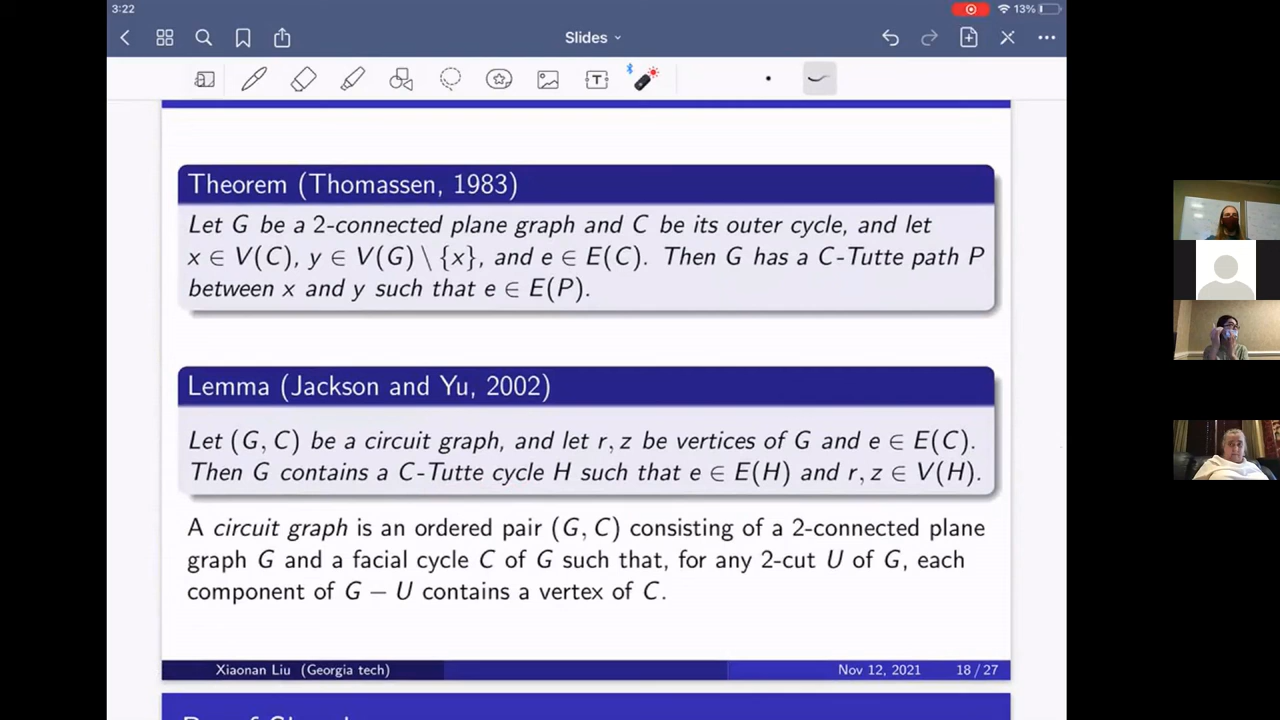 3:22
13%
Slides
T
Theorem (Thomassen, 1983)
Let G be a 2-connected plane graph and C be its outer cycle, and let
x ∈ V(C), y ∈ V(G) \ {x}, and e ∈ E(C). Then G has a C-Tutte path P
between x and y such that e ∈ E(P).
Lemma (Jackson and Yu, 2002)
Let (G, C) be a circuit graph, and let r, z be vertices of G and e ∈ E(C).
Then G contains a C-Tutte cycle H such that e ∈ E(H) and r, z ∈ V(H).
A circuit graph is an ordered pair (G, C) consisting of a 2-connected plane
graph G and a facial cycle C of G such that, for any 2-cut U of G, each
component of G − U contains a vertex of C.
Xiaonan Liu (Georgia tech)
Nov 12, 2021
18 / 27